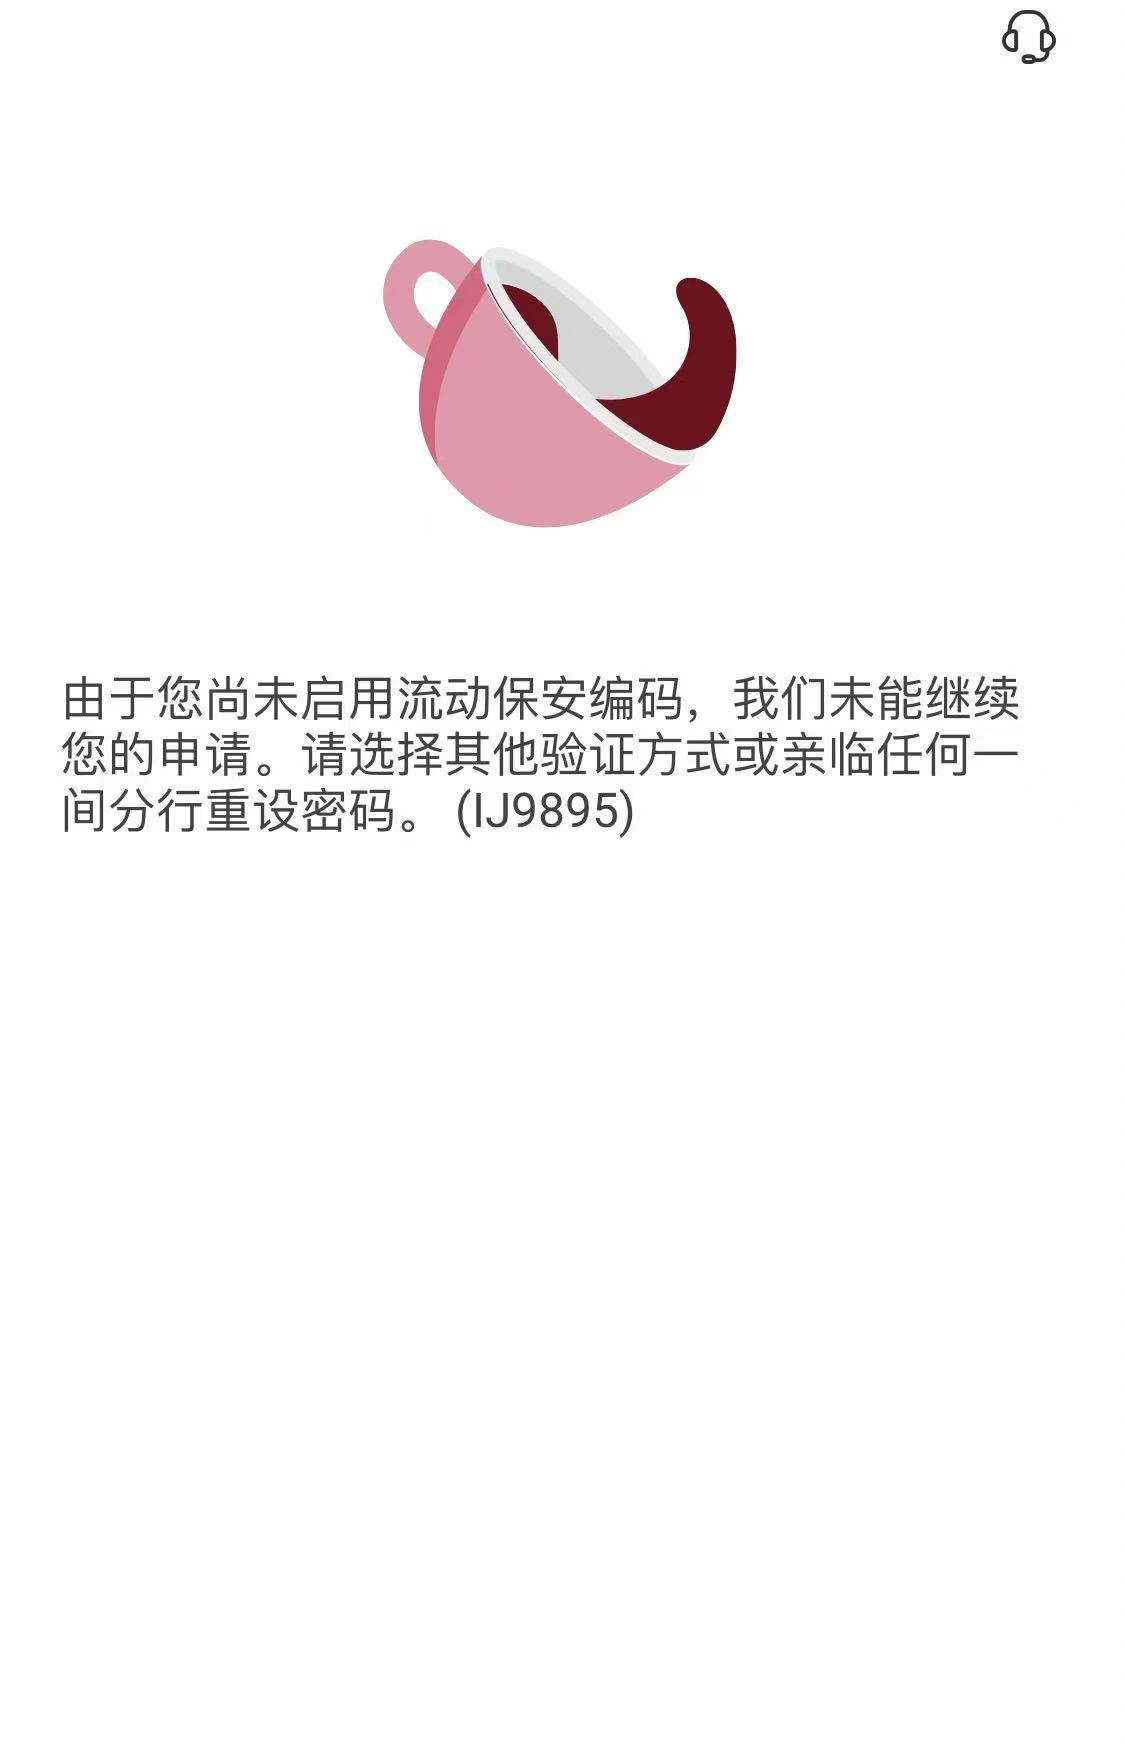 由于您尚未启用流动保安编码，我们未能继续
您的申请。请选择其他验证方式或亲临任何一
间分行重设密码。 (IJ9895)